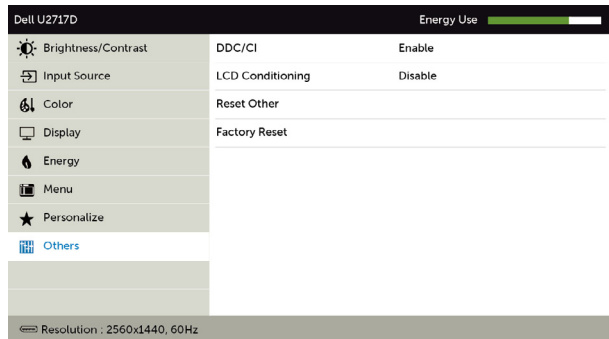 Dell U2717D Energy Use
Brightness/Contrast DDC/CI Enable
Input Source LCD Conditioning Disable
Color Reset Other
Display Factory Reset
Energy
Menu
Personalize
Others
Resolution : 2560x1440, 60Hz